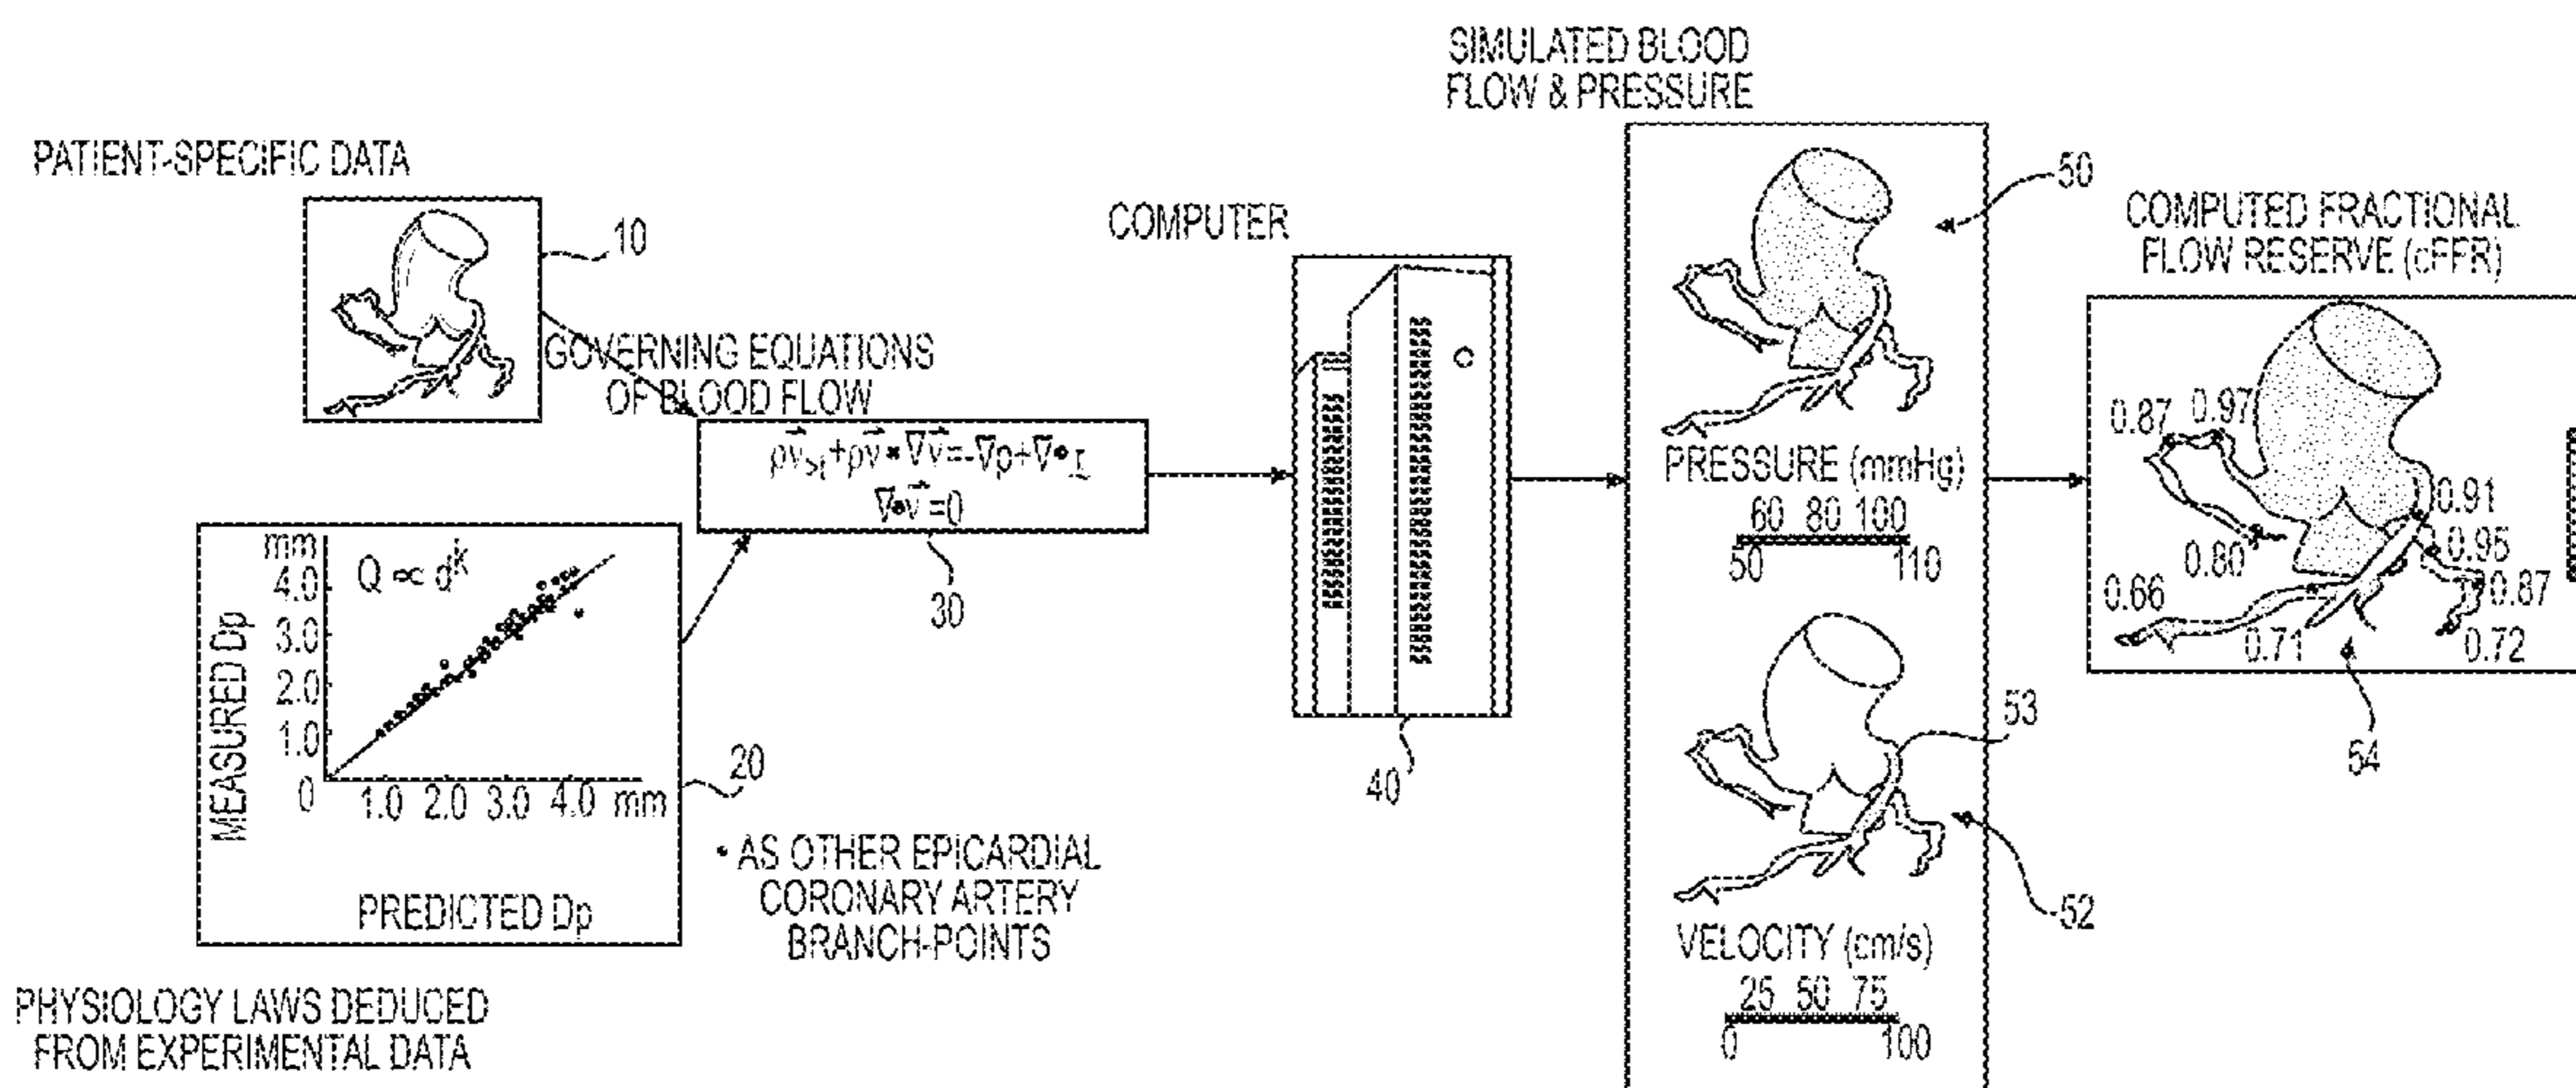 SIMULATED BLOOD
FLOW & PRESSURE
PATIENT-SPECIFIC DATA
10
COMPUTER
50
COMPUTED FRACTIONAL
FLOW RESERVE (cFFR)
GOVERNING EQUATIONS
OF BLOOD FLOW
ρv⃗,t+ρv⃗•∇v⃗=-∇p+∇•τ
∇•v⃗=0
30
mm
Q ∝ d^k
4.0
3.0
2.0
1.0
0
1.0 2.0 3.0 4.0 mm
MEASURED Dp
PREDICTED Dp
20
• AS OTHER EPICARDIAL
CORONARY ARTERY
BRANCH-POINTS
PHYSIOLOGY LAWS DEDUCED
FROM EXPERIMENTAL DATA
40
PRESSURE (mmHg)
60 80 100
50 110
53
52
VELOCITY (cm/s)
25 50 75
0 100
0.87 0.97
0.91
0.95
0.80
0.87
0.66
0.71
0.72
54